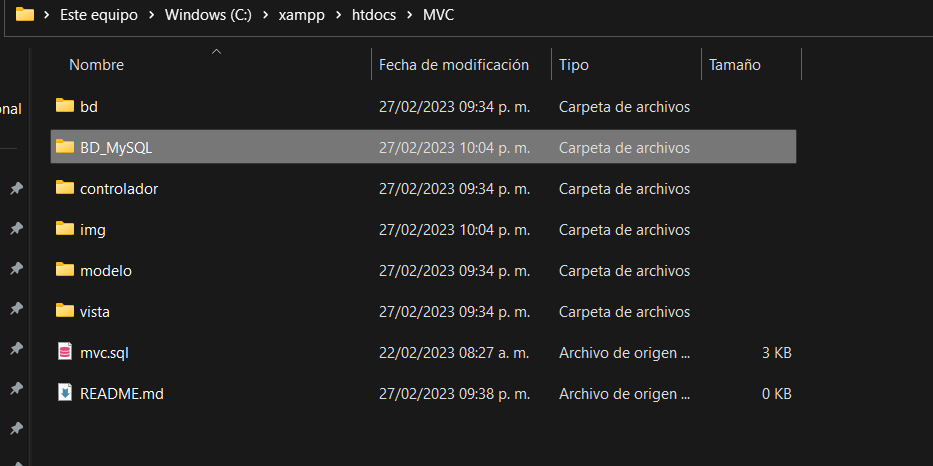 Este equipo > Windows (C:) > xampp > htdocs > MVC
Nombre Fecha de modificación Tipo Tamaño
onal
bd 27/02/2023 09:34 p. m. Carpeta de archivos
BD_MySQL 27/02/2023 10:04 p. m. Carpeta de archivos
controlador 27/02/2023 09:34 p. m. Carpeta de archivos
img 27/02/2023 10:04 p. m. Carpeta de archivos
modelo 27/02/2023 09:34 p. m. Carpeta de archivos
vista 27/02/2023 09:34 p. m. Carpeta de archivos
mvc.sql 22/02/2023 08:27 a. m. Archivo de origen ... 3 KB
README.md 27/02/2023 09:38 p. m. Archivo de origen ... 0 KB